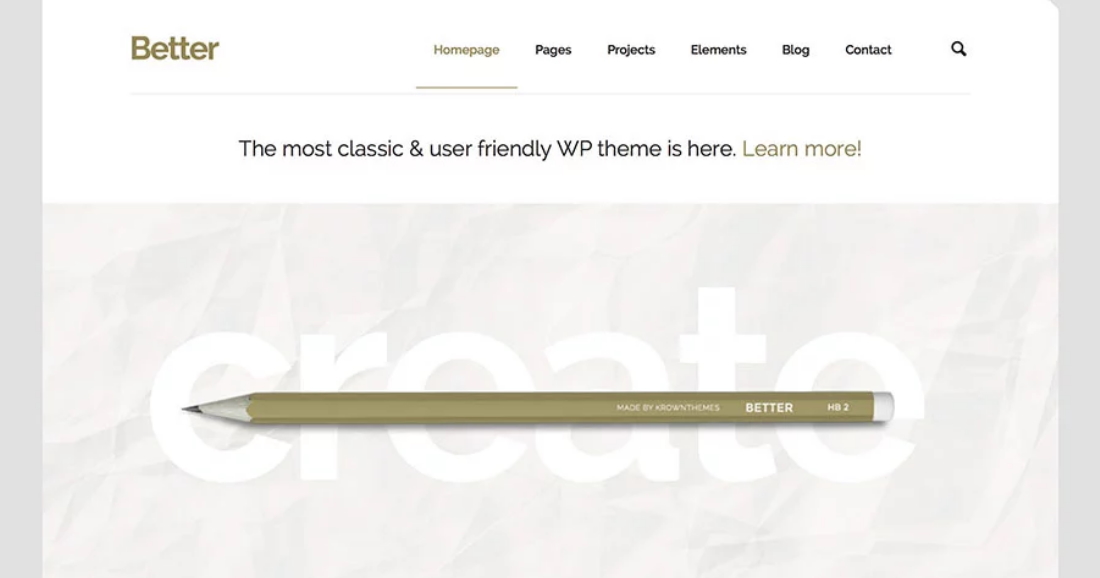 Better
Homepage Pages Projects Elements Blog Contact
The most classic & user friendly WP theme is here. Learn more!
create
MADE BY KROWNTHEMES BETTER HB 2